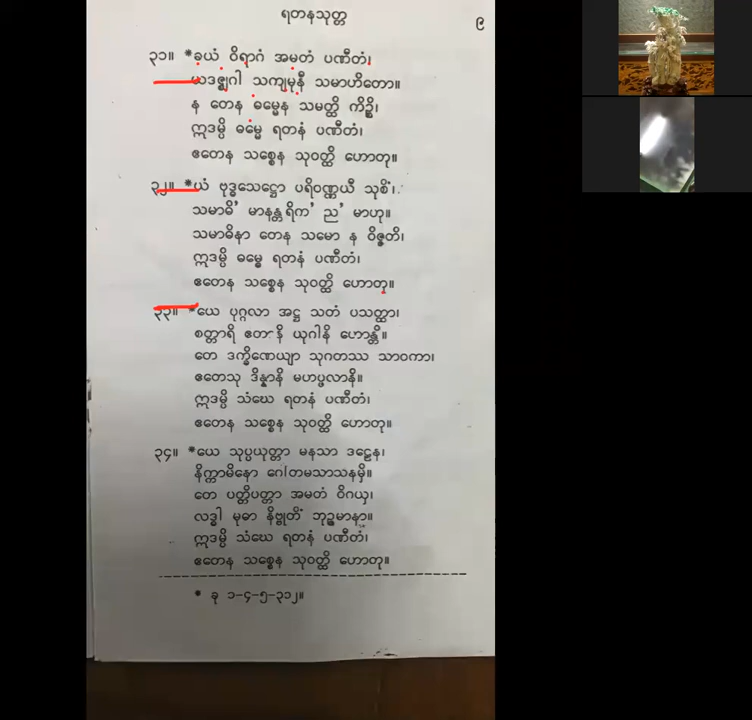 ရတနသုတ္တ
၉
၃၁။ *ခယံ ဝိရာဂံ အမတံ ပဏီတံ၊
ယဒဇ္ဈဂါ သကျမုနီ သမာဟိတော။
န တေန ဓမ္မေန သမတ္ထိ ကိဉ္စိ၊
ဣဒမ္ပိ ဓမ္မေ ရတနံ ပဏီတံ၊
ဧတေန သစ္စေန သုဝတ္ထိ ဟောတု။
၃၂။ *ယံ ဗုဒ္ဓသေဋ္ဌော ပရိဝဏ္ဏယီ သုစိံ၊
သမာဓိ' မာနန္တရိက' ည' မာဟု။
သမာဓိနာ တေန သမော န ဝိဇ္ဇတိ၊
ဣဒမ္ပိ ဓမ္မေ ရတနံ ပဏီတံ၊
ဧတေန သစ္စေန သုဝတ္ထိ ဟောတု။
၃၃။ *ယေ ပုဂ္ဂလာ အဋ္ဌ သတံ ပသတ္ထာ၊
စတ္တာရိ ဧတာနိ ယုဂါနိ ဟောန္တိ။
တေ ဒက္ခိဏေယျာ သုဂတဿ သာဝကာ၊
ဧတေသု ဒိန္နာနိ မဟပ္ဖလာနိ။
ဣဒမ္ပိ သံဃေ ရတနံ ပဏီတံ၊
ဧတေန သစ္စေန သုဝတ္ထိ ဟောတု။
၃၄။ *ယေ သုပ္ပယုတ္တာ မနသာ ဒဠှေန၊
နိက္ကာမိနော ဂေါတမသာသနမှိ။
တေ ပတ္တိပတ္တာ အမတံ ဝိဂယှ၊
လဒ္ဓါ မုဓာ နိဗ္ဗုတိံ ဘုဉ္ဇမာနာ။
ဣဒမ္ပိ သံဃေ ရတနံ ပဏီတံ၊
ဧတေန သစ္စေန သုဝတ္ထိ ဟောတု။
* ခု ၁-၄-၅-၃၁၂။